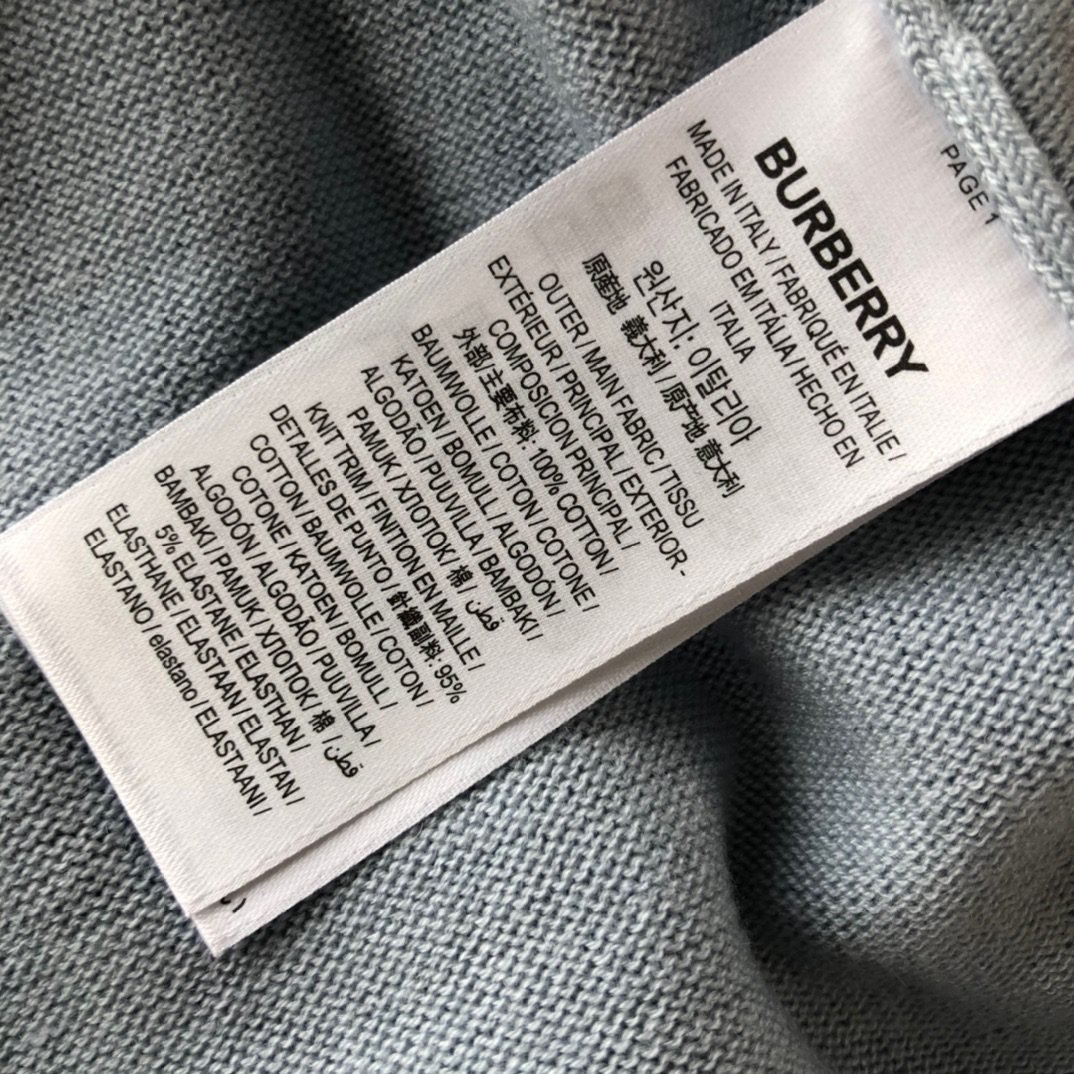 PAGE 1
BURBERRY
MADE IN ITALY / FABRIQUÉ EN ITALIE /
FABRICADO EM ITÁLIA / HECHO EN
ITALIA
원산지: 이탈리아
原産地 義大利 / 原产地 意大利
OUTER / MAIN FABRIC / TISSU
EXTÉRIEUR / PRINCIPAL / EXTERIOR -
COMPOSICION PRINCIPAL /
外部/主要布料: 100% COTTON /
BAUMWOLLE / COTON / COTONE /
KATOEN / BOMULL / ALGODÓN /
ALGODÃO / PUUVILLA / BAMBAKI /
PAMUK / ХΙΟΠΟΚ / 棉 / قطن
KNIT TRIM / FINITION EN MAILLE /
DETALLES DE PUNTO / 針織副料: 95%
COTTON / BAUMWOLLE / COTON /
COTONE / KATOEN / BOMULL /
ALGODÓN / ALGODÃO / PUUVILLA /
BAMBAKI / PAMUK / ХΙΟΠΟΚ / 棉 / قطن
5% ELASTANE / ELASTHAN /
ELASTHANE / ELASTAAN / ELASTAN /
ELASTANO / elastano / ELASTAANI /